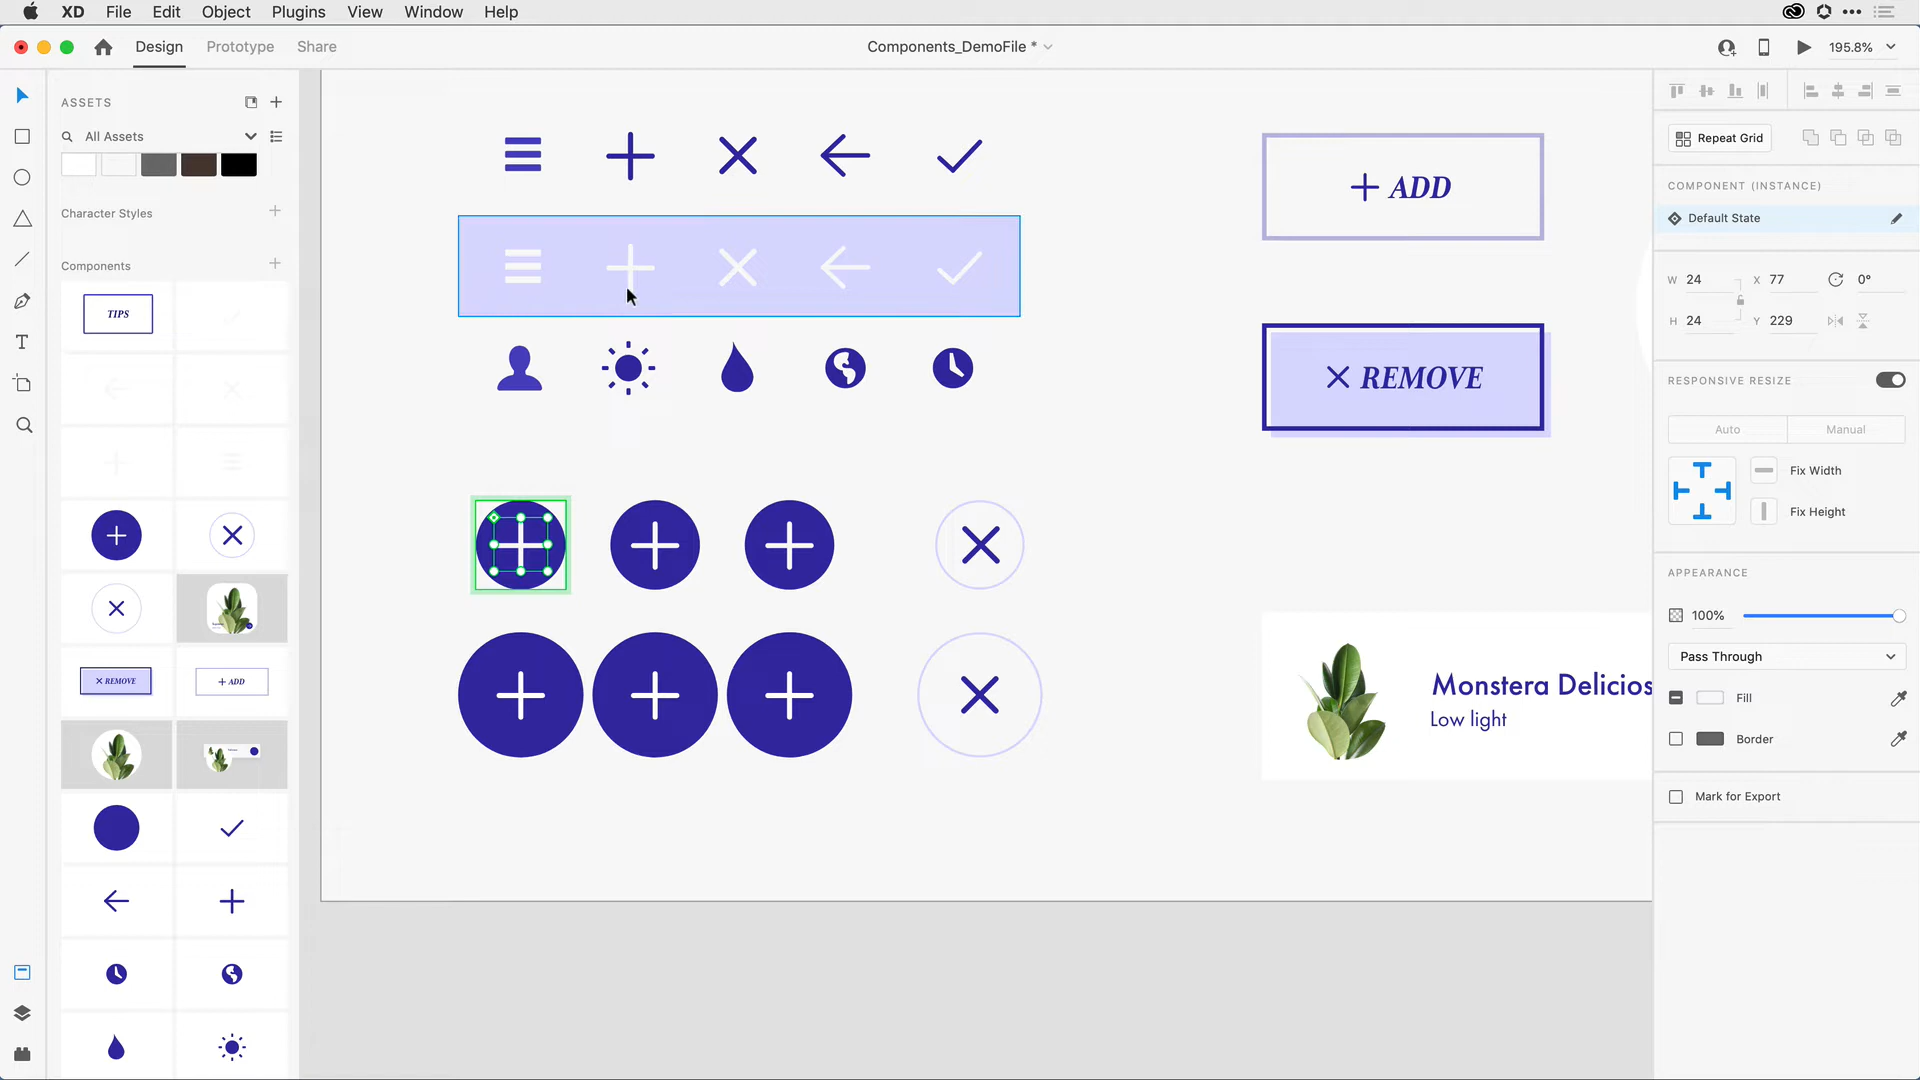 XD File Edit Object Plugins View Window Help
Design Prototype Share
Components_DemoFile *
195.8%
ASSETS
All Assets
Character Styles
Components
TIPS
REMOVE
ADD
ADD
REMOVE
Monstera Delicios
Low light
Repeat Grid
COMPONENT (INSTANCE)
Default State
W 24 X 77 0°
H 24 Y 229
RESPONSIVE RESIZE
Auto Manual
Fix Width
Fix Height
APPEARANCE
100%
Pass Through
Fill
Border
Mark for Export